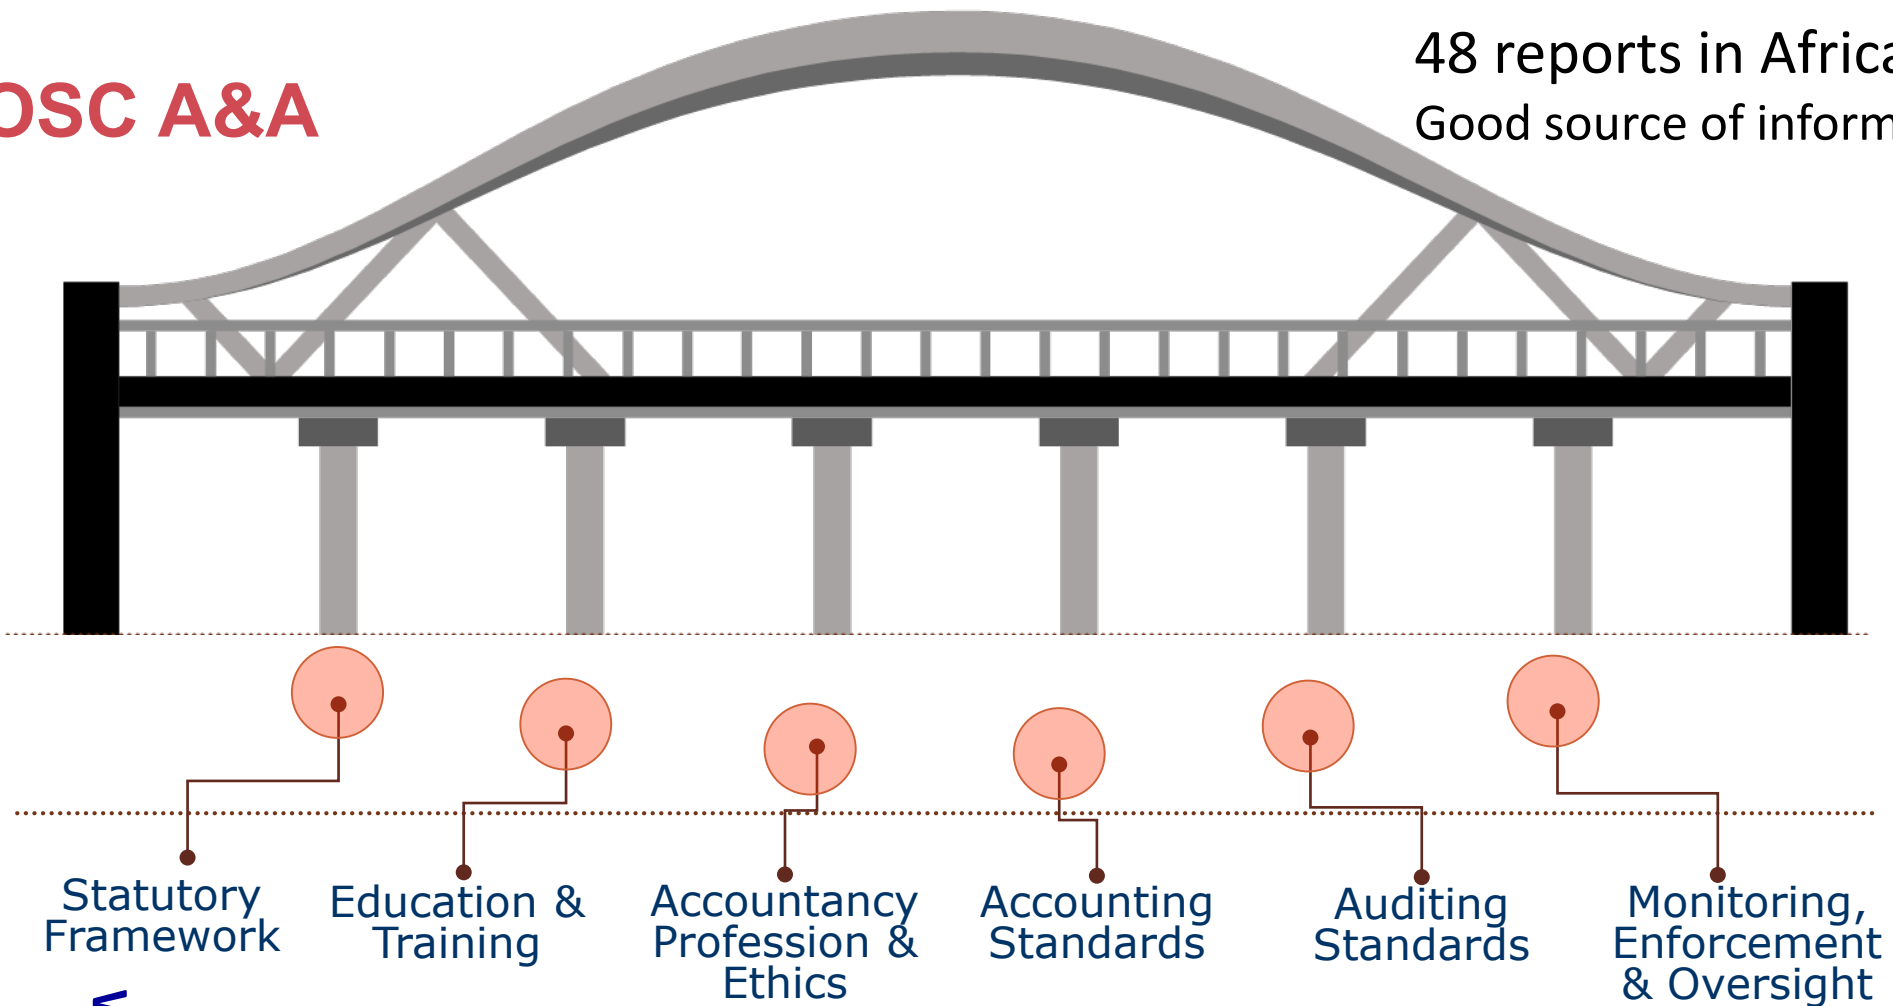 OSC A&A
48 reports in Africa
Good source of inform
Statutory
Framework
Education &
Training
Accountancy
Profession &
Ethics
Accounting
Standards
Auditing
Standards
Monitoring,
Enforcement
& Oversight